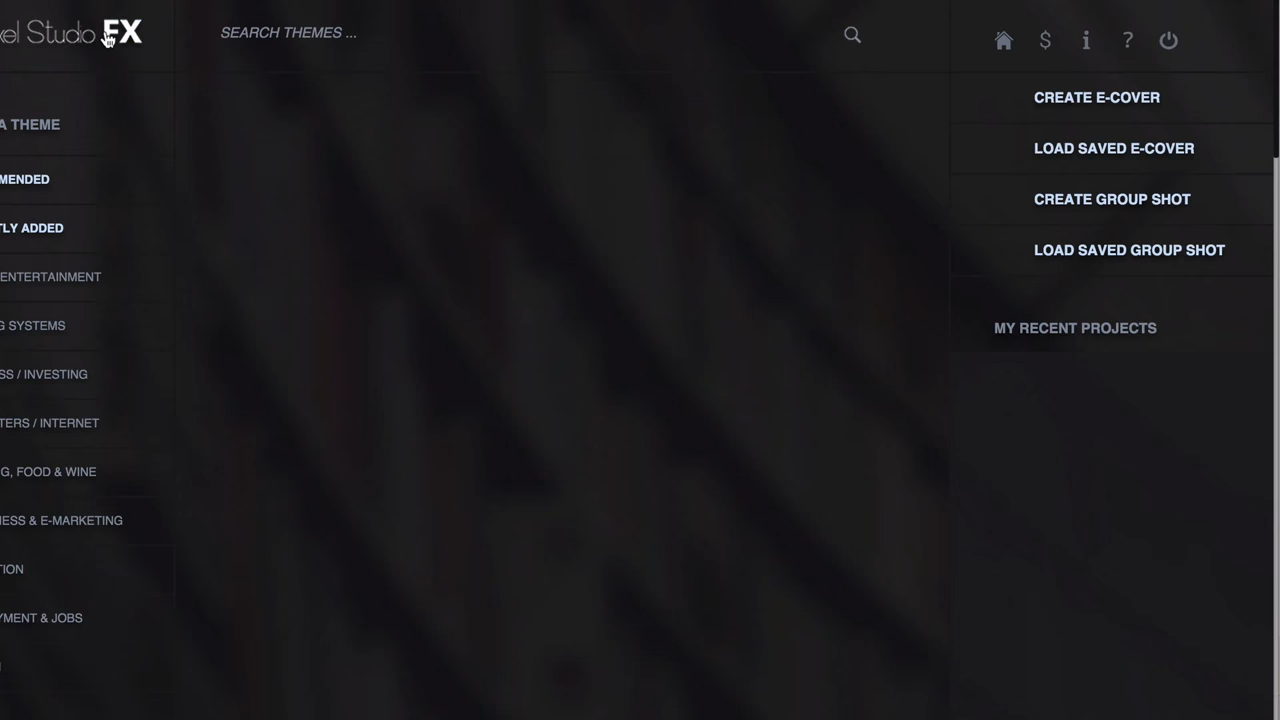 Studio FX
SEARCH THEMES ...
A THEME
MENDED
TLY ADDED
ENTERTAINMENT
G SYSTEMS
SS / INVESTING
TERS / INTERNET
G, FOOD & WINE
NESS & E-MARKETING
TION
YMENT & JOBS
CREATE E-COVER
LOAD SAVED E-COVER
CREATE GROUP SHOT
LOAD SAVED GROUP SHOT
MY RECENT PROJECTS